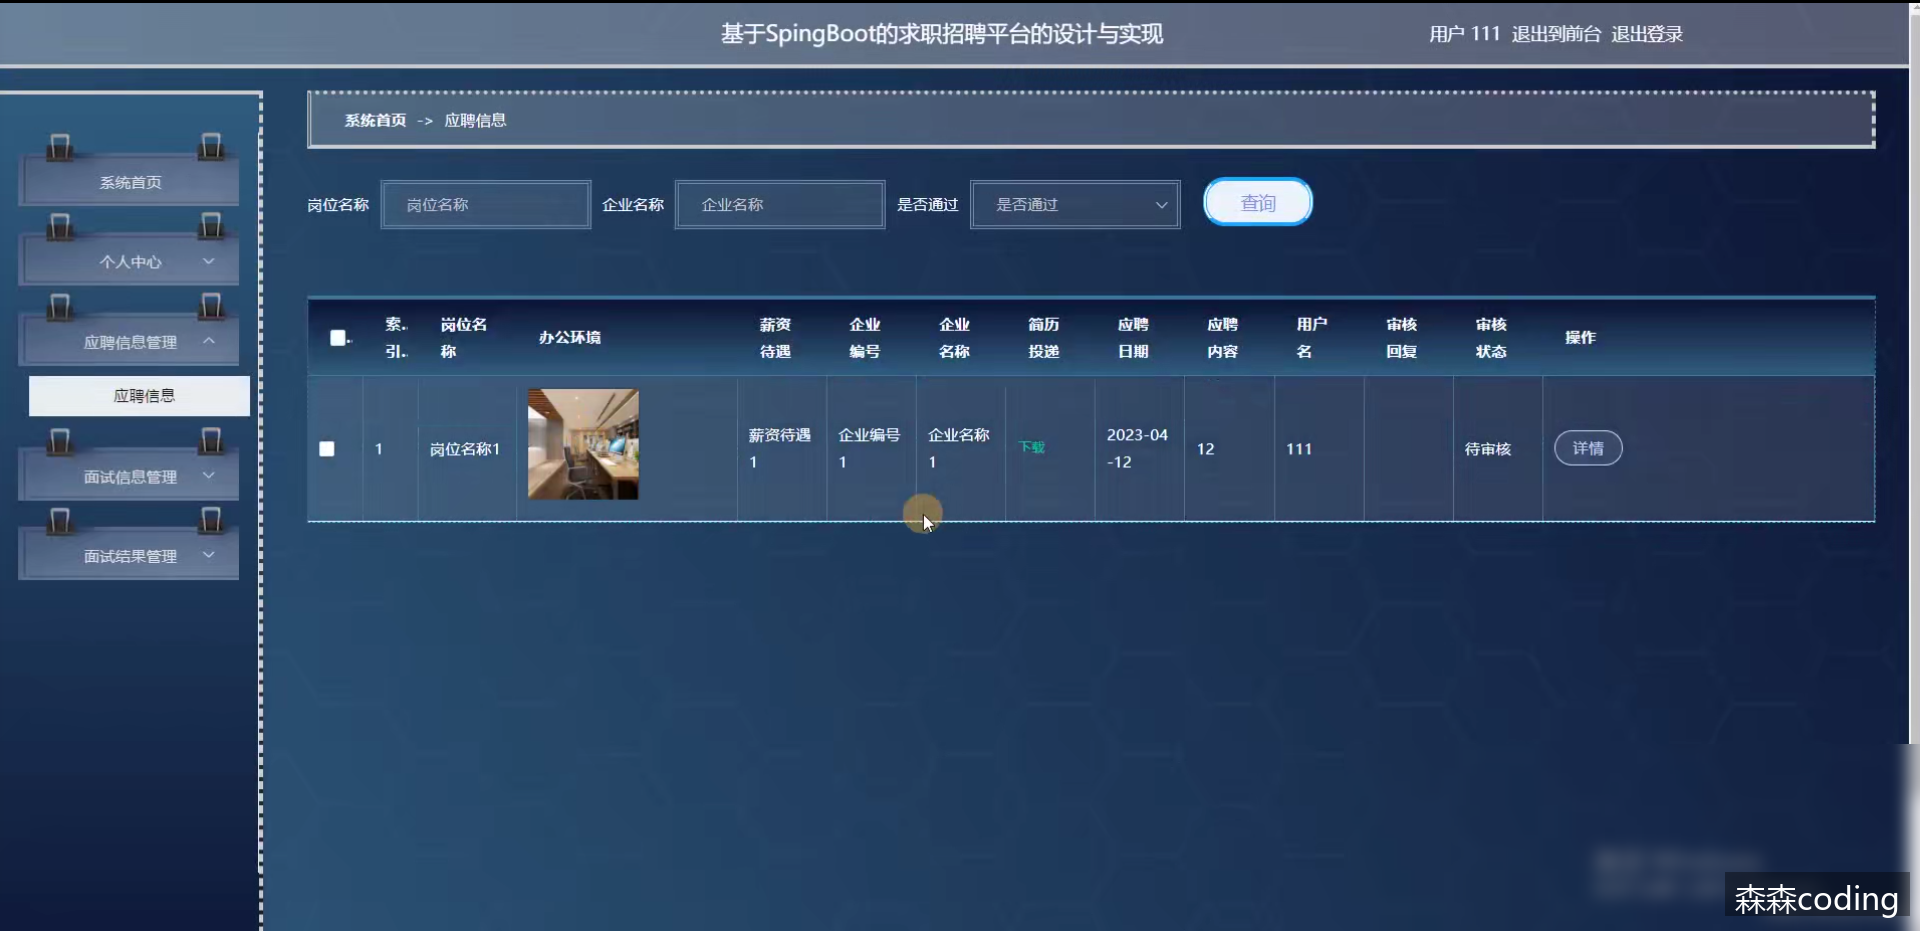 基于SpingBoot的求职招聘平台的设计与实现
用户 111 退出到前台 退出登录
系统首页 -> 应聘信息
系统首页
个人中心
应聘信息管理
应聘信息
面试信息管理
面试结果管理
岗位名称 岗位名称 企业名称 企业名称 是否通过 是否通过 查询
索.. 岗位名 办公环境 薪资 企业 企业 简历 应聘 应聘 用户 审核 审核 操作
引.. 称 待遇 编号 名称 投递 日期 内容 名 回复 状态
1 岗位名称1 薪资待遇 企业编号 企业名称 下载 2023-04 12 111 待审核 详情
1 1 1 -12
森森coding